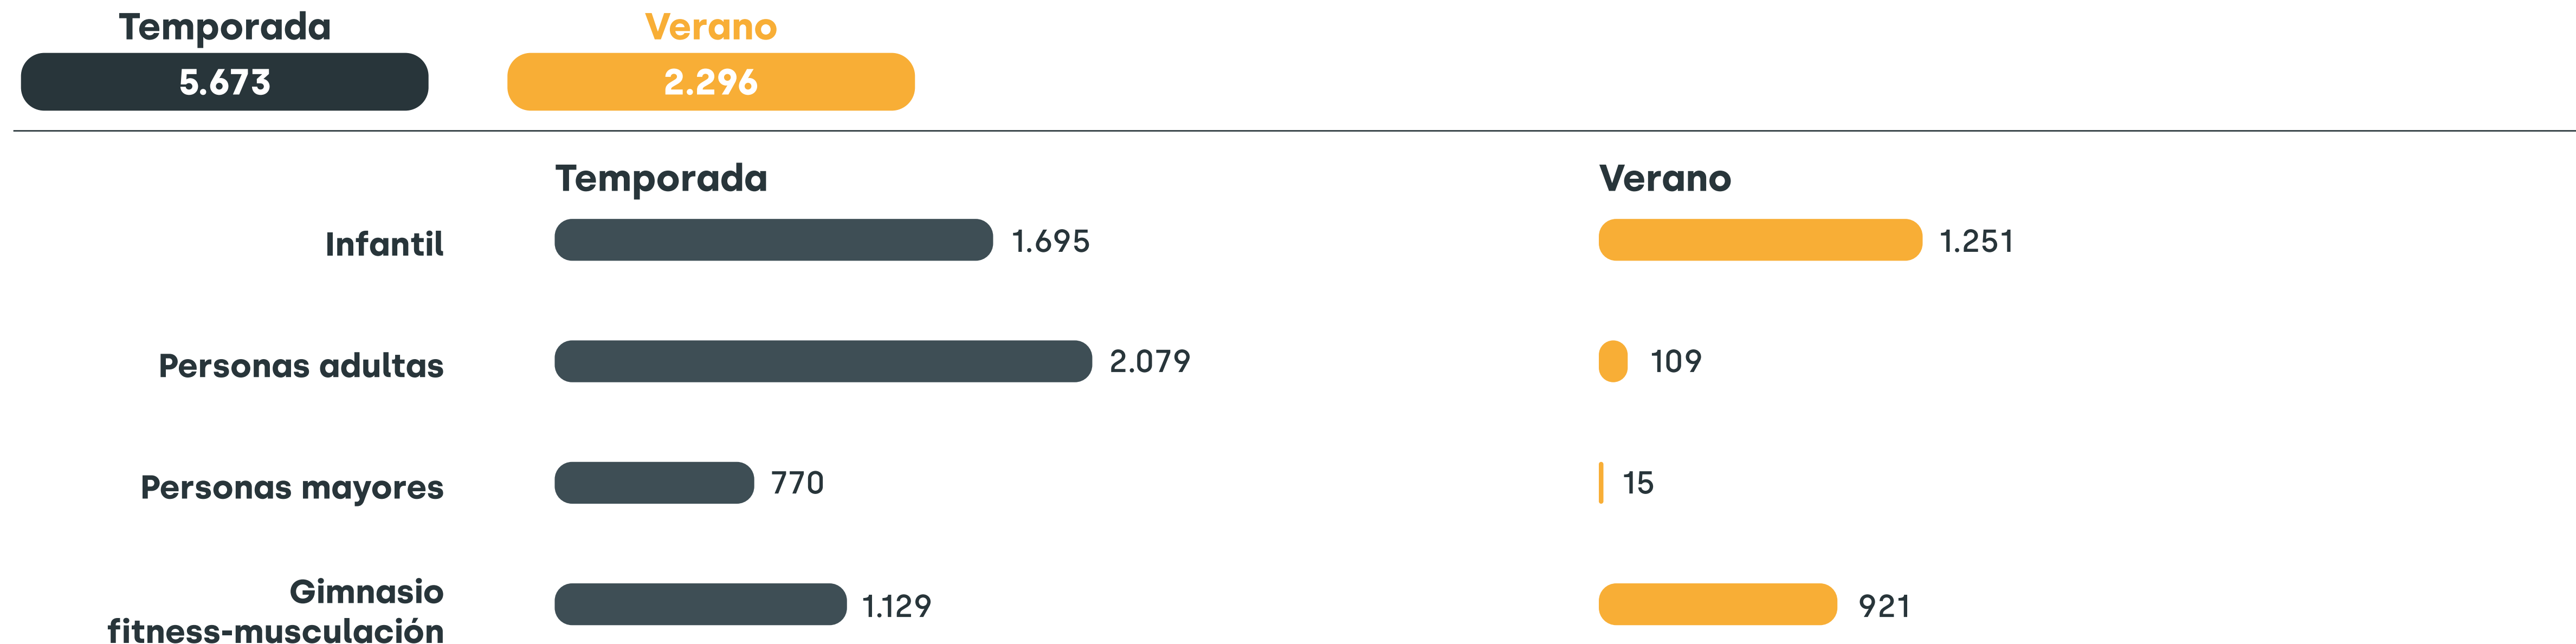 Temporada Verano
5.673 2.296
Temporada Verano
Infantil 1.695 1.251
Personas adultas 2.079 109
Personas mayores 770 15
Gimnasio
fitness-musculación 1.129 921